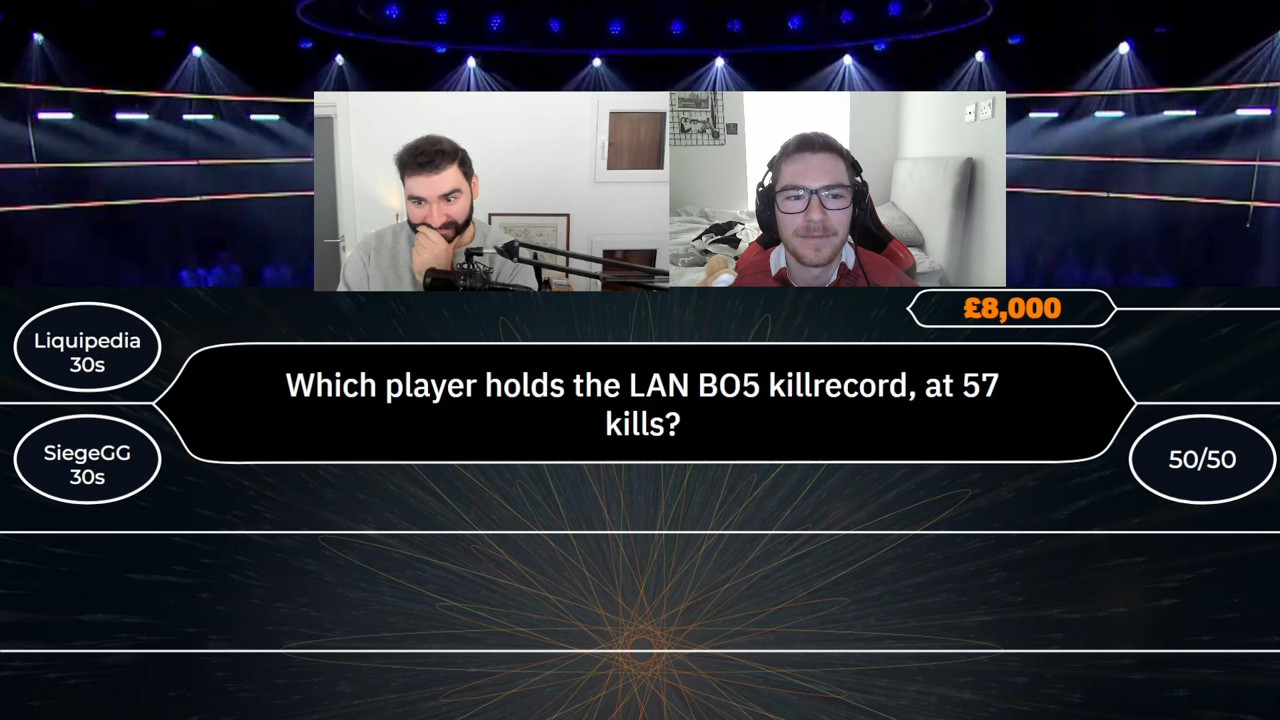 £8,000
Liquipedia
30s
Which player holds the LAN BO5 killrecord, at 57
kills?
SiegeGG
30s
50/50